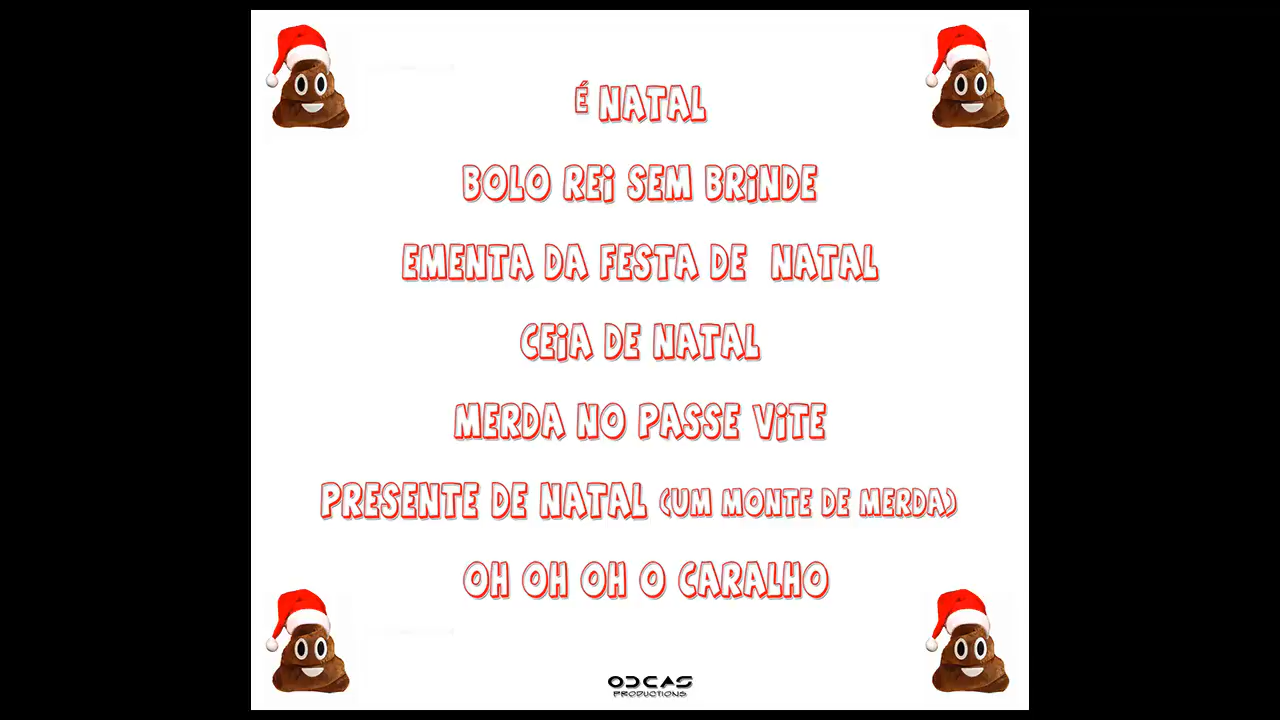 É NATAL
BOLO REI SEM BRINDE
EMENTA DA FESTA DE NATAL
CEIA DE NATAL
MERDA NO PASSE VITE
PRESENTE DE NATAL (UM MONTE DE MERDA)
OH OH OH O CARALHO
ODCAS
PRODUCTIONS